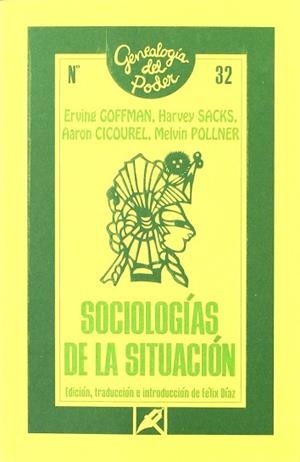 Genealogía
del
Poder
Nº 32
Erving GOFFMAN, Harvey SACKS,
Aaron CICOUREL, Melvin POLLNER
SOCIOLOGÍAS
DE LA SITUACIÓN
Edición, traducción e introducción de Félix Díaz